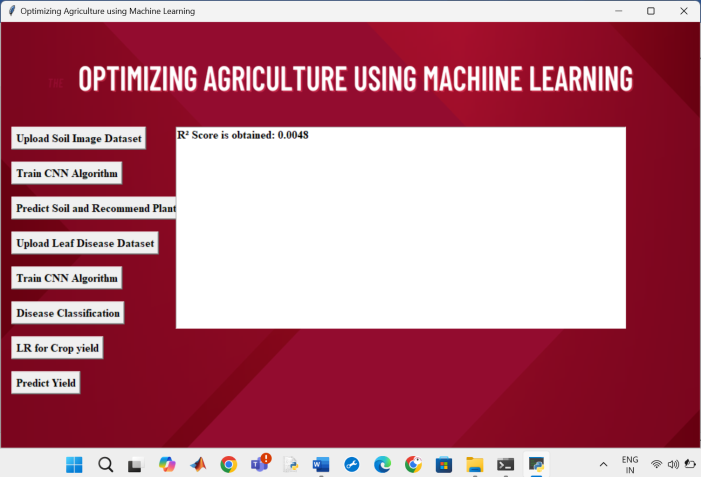 Optimizing Agriculture using Machine Learning
THE OPTIMIZING AGRICULTURE USING MACHIINE LEARNING
Upload Soil Image Dataset
R² Score is obtained: 0.0048
Train CNN Algorithm
Predict Soil and Recommend Plant
Upload Leaf Disease Dataset
Train CNN Algorithm
Disease Classification
LR for Crop yield
Predict Yield
ENG
IN